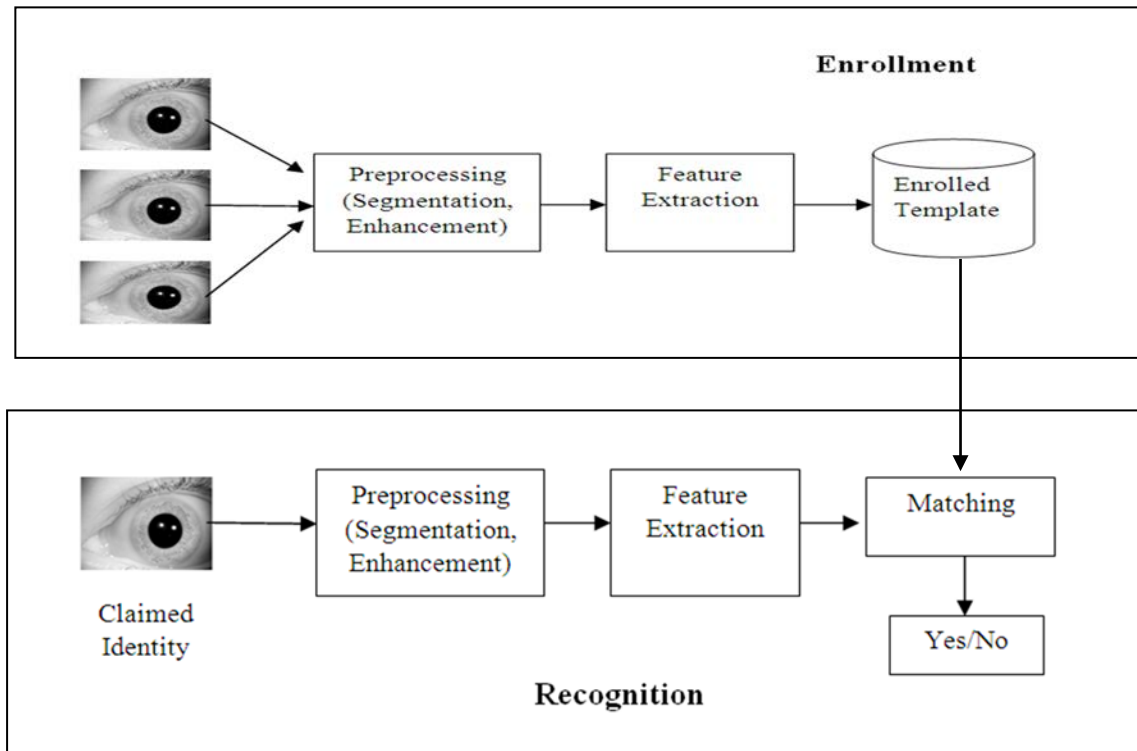 Enrollment
Preprocessing
(Segmentation,
Enhancement)
Feature
Extraction
Enrolled
Template
Preprocessing
(Segmentation,
Enhancement)
Feature
Extraction
Matching
Claimed
Identity
Yes/No
Recognition